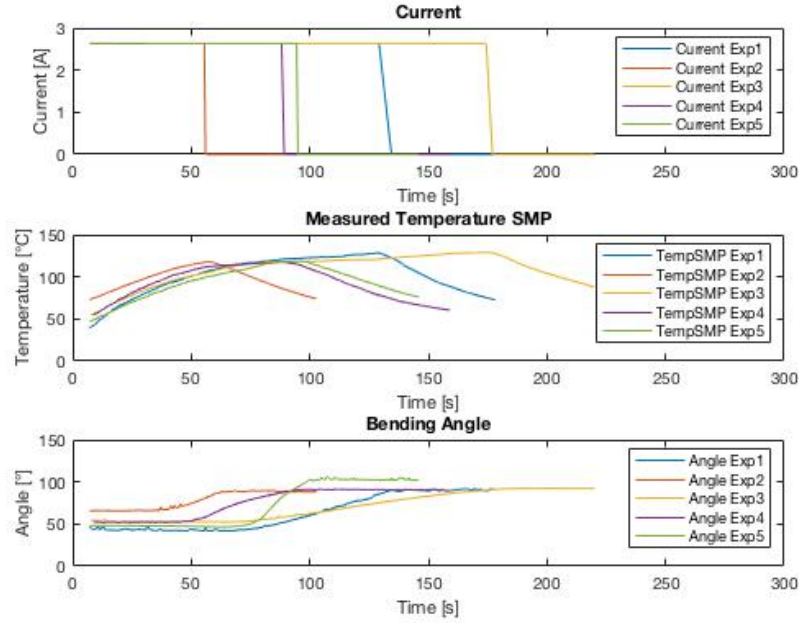 Current
3
2
1
0
Current [A]
0
50
100
150
200
250
300
Time [s]
Current Exp1
Current Exp2
Current Exp3
Current Exp4
Current Exp5
Measured Temperature SMP
150
100
50
0
Temperature [°C]
0
50
100
150
200
250
300
Time [s]
TempSMP Exp1
TempSMP Exp2
TempSMP Exp3
TempSMP Exp4
TempSMP Exp5
Bending Angle
150
100
50
0
Angle [°]
0
50
100
150
200
250
300
Time [s]
Angle Exp1
Angle Exp2
Angle Exp3
Angle Exp4
Angle Exp5